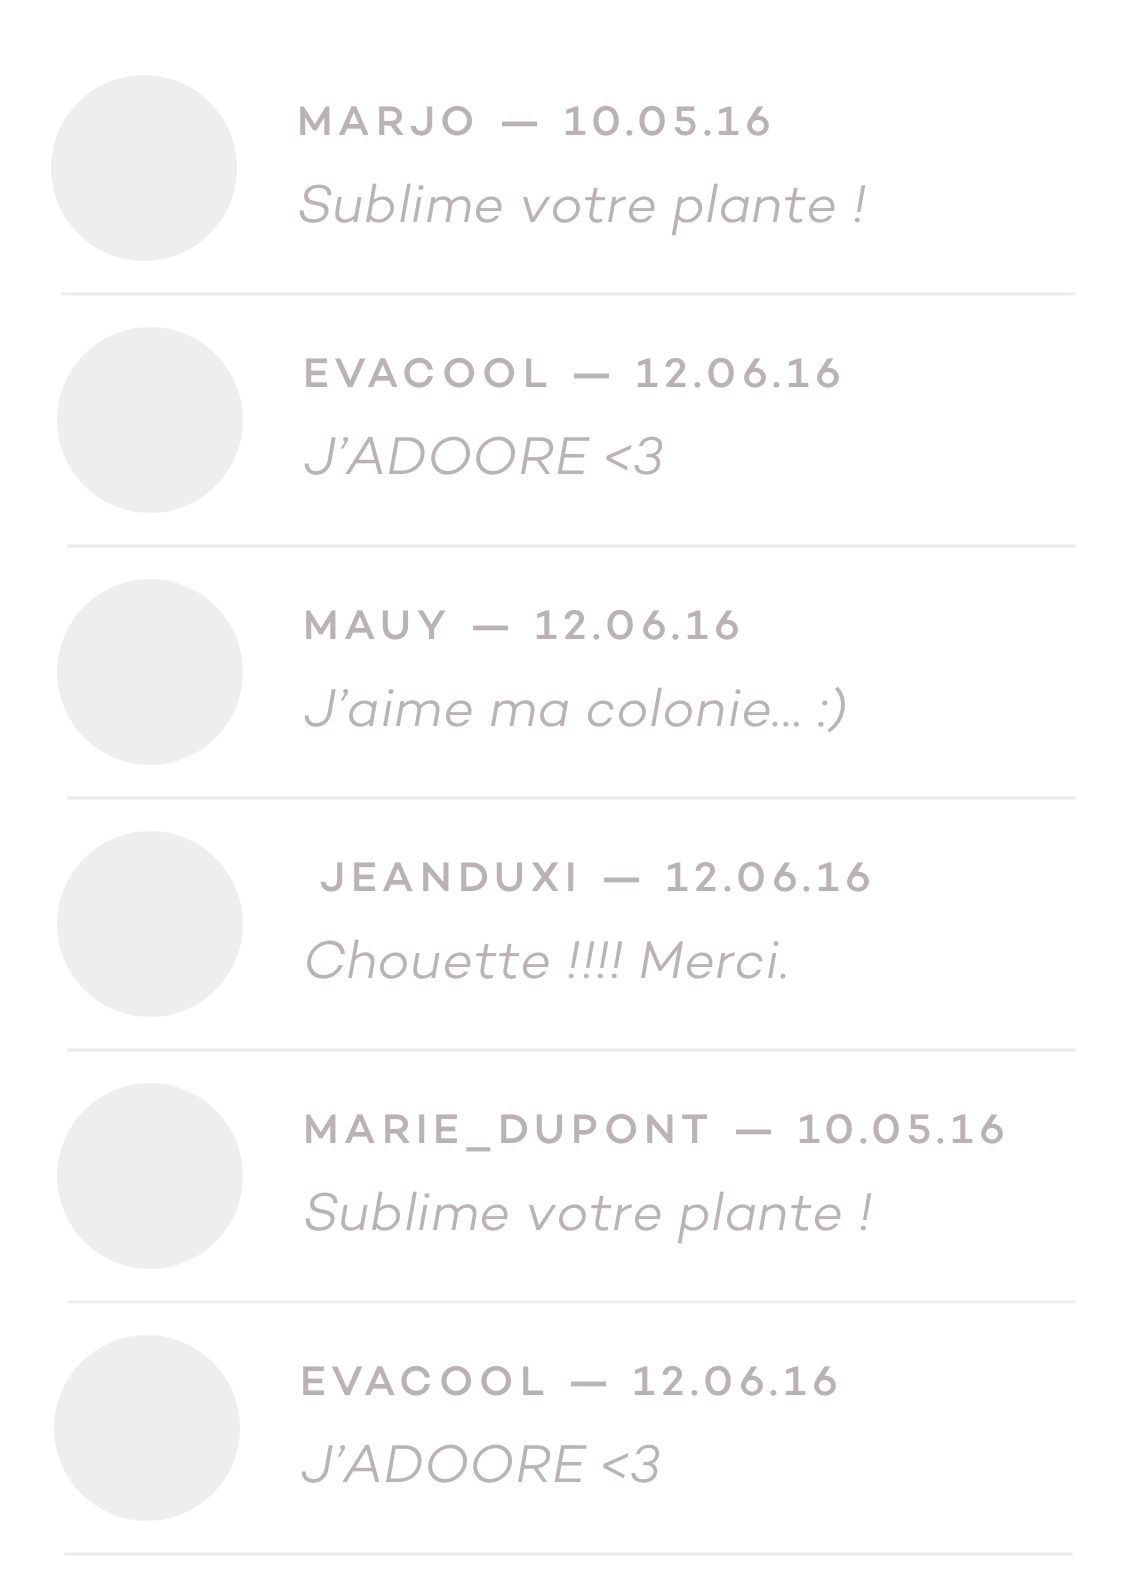 MARJO — 10.05.16
Sublime votre plante !
EVACOOL — 12.06.16
J’ADOORE <3
MAUY — 12.06.16
J’aime ma colonie... :)
JEANDUXI — 12.06.16
Chouette !!!! Merci.
MARIE_DUPONT — 10.05.16
Sublime votre plante !
EVACOOL — 12.06.16
J’ADOORE <3